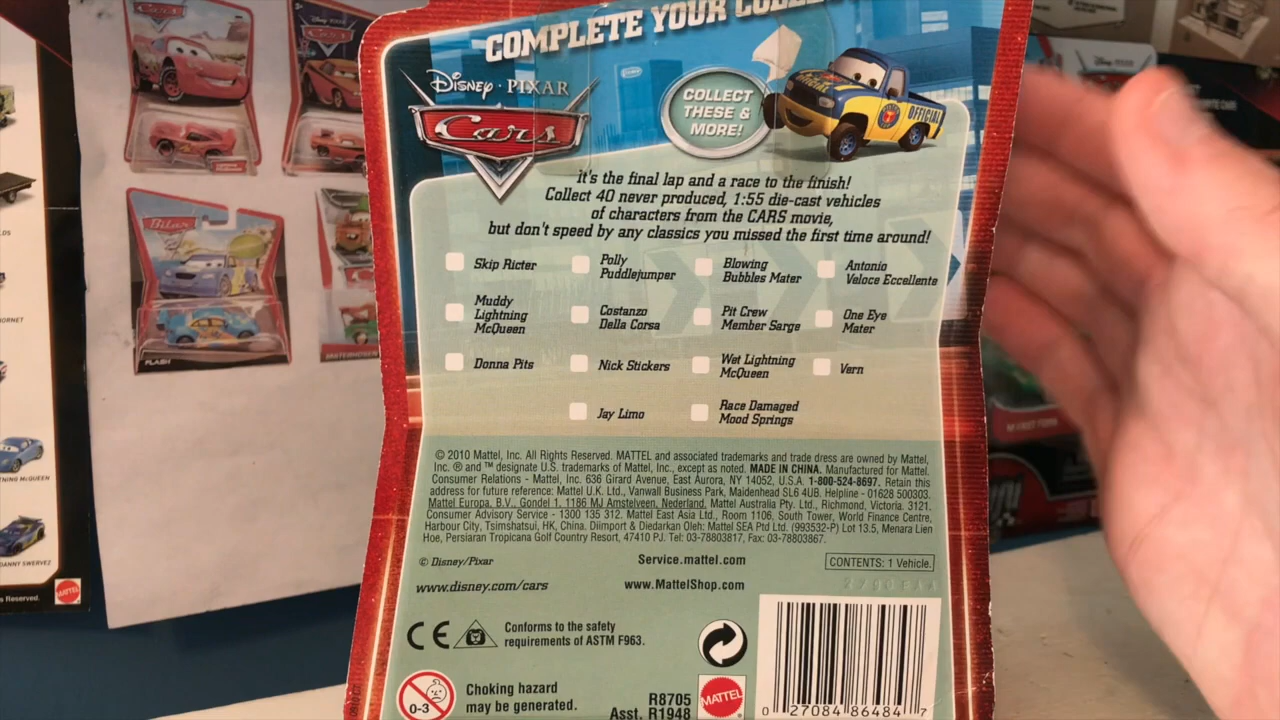 COMPLETE YOUR
Disney · PIXAR
Cars
COLLECT
THESE &
MORE!
OFFICIAL
it's the final lap and a race to the finish!
Collect 40 never produced, 1:55 die-cast vehicles
of characters from the CARS movie,
but don't speed by any classics you missed the first time around!
Skip Ricter
Polly
Puddlejumper
Blowing
Bubbles Mater
Antonio
Veloce Eccellente
Muddy
Lightning
McQueen
Costanzo
Della Corsa
Pit Crew
Member Sarge
One Eye
Mater
Donna Pits
Nick Stickers
Wet Lightning
McQueen
Vern
Jay Limo
Race Damaged
Mood Springs
© 2010 Mattel, Inc. All Rights Reserved. MATTEL and associated trademarks and trade dress are owned by Mattel,
Inc. ® and ™ designate U.S. trademarks of Mattel, Inc., except as noted. MADE IN CHINA. Manufactured for Mattel.
Consumer Relations - Mattel, Inc. 636 Girard Avenue, East Aurora, NY 14052, U.S.A. 1-800-524-8697. Retain this
address for future reference: Mattel U.K. Ltd., Vanwall Business Park, Maidenhead SL6 4UB. Helpline - 01628 500303.
Mattel Europa, B.V., Gondel 1, 1186 MJ Amstelveen, Nederland. Mattel Australia Pty. Ltd., Richmond, Victoria. 3121.
Consumer Advisory Service - 1300 135 312. Mattel East Asia Ltd., Room 1106, South Tower, World Finance Centre,
Harbour City, Tsimshatsui, HK, China. Diimport & Diedarkan Oleh: Mattel SEA Ptd Ltd. (993532-P) Lot 13.5, Menara Lien
Hoe, Persiaran Tropicana Golf Country Resort, 47410 PJ. Tel: 03-78803817, Fax: 03-78803867.
© Disney/Pixar
Service.mattel.com
CONTENTS: 1 Vehicle.
www.disney.com/cars
www.MattelShop.com
CE
Conforms to the safety
requirements of ASTM F963.
0-3
Choking hazard
may be generated.
R8705
Asst. R1948
MATTEL
0 27084 86484 7
Cars
Disney · PIXAR
Cars
Bilar
FLASH
MATTEL
s Reserved.
DANNY SWERVEZ
NING McQUEEN
ORNET